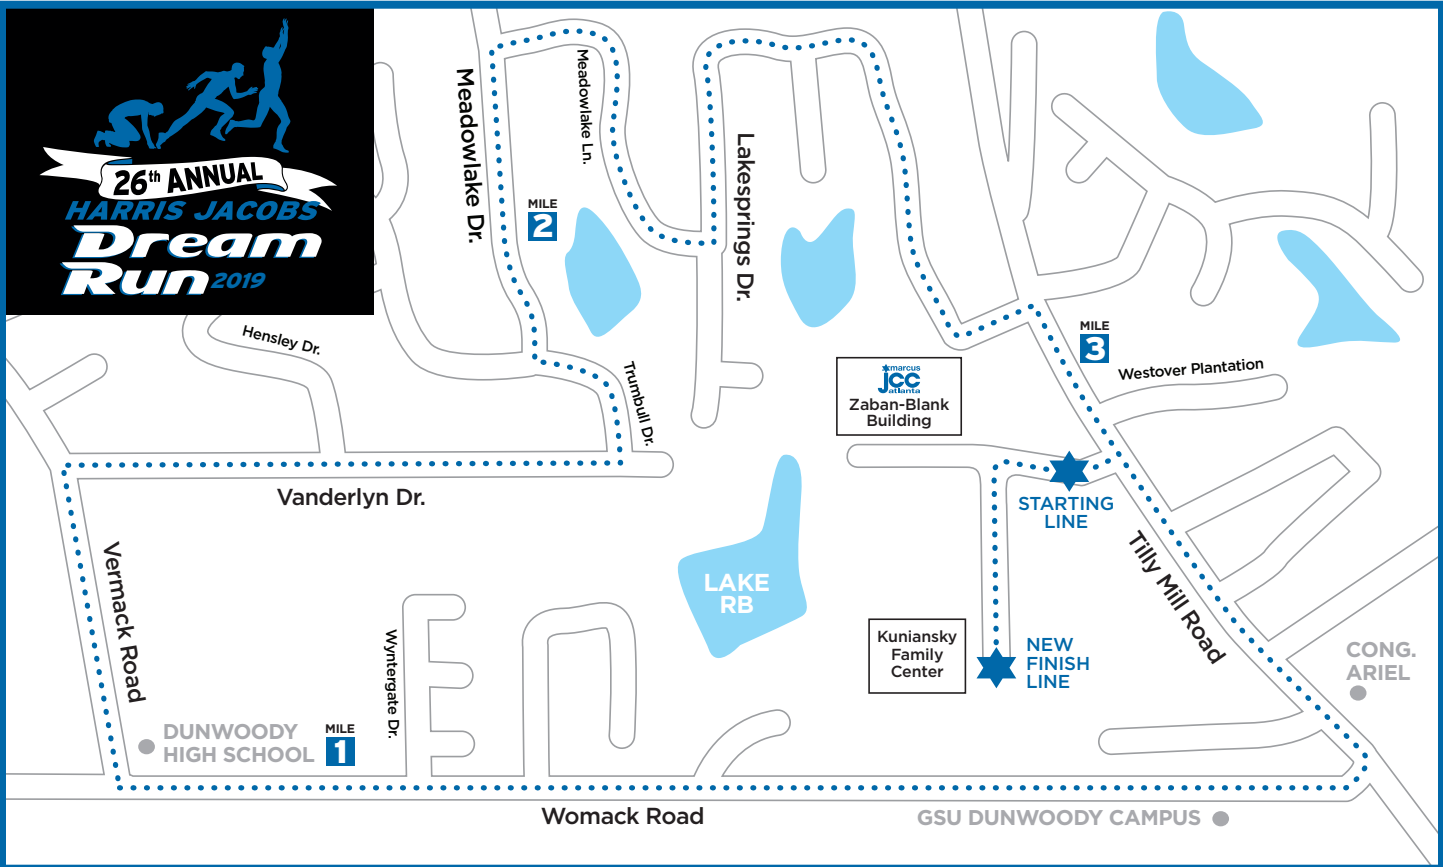 26th ANNUAL
HARRIS JACOBS
Dream
Run 2019
Meadowlake Dr.
Meadowlake Ln.
Lakesprings Dr.
MILE
2
Hensley Dr.
Trumbull Dr.
MILE
3
Westover Plantation
marcus
jcc
atlanta
Zaban-Blank
Building
Vanderlyn Dr.
STARTING
LINE
Vermack Road
LAKE
RB
Tilly Mill Road
Wyntergate Dr.
Kuniansky
Family
Center
NEW
FINISH
LINE
CONG.
ARIEL
DUNWOODY
HIGH SCHOOL
MILE
1
Womack Road
GSU DUNWOODY CAMPUS